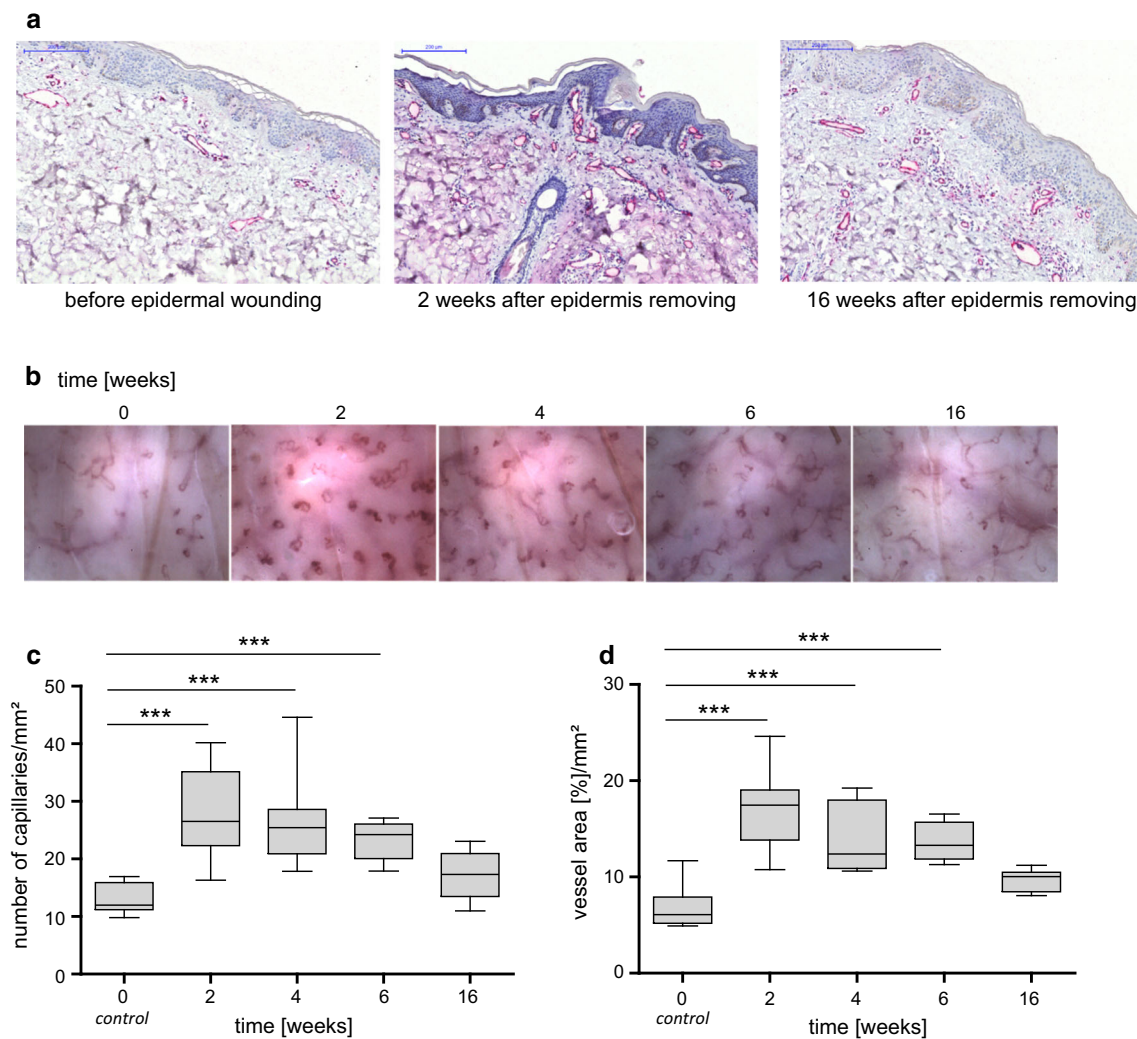 a
200 µm
before epidermal wounding
2 weeks after epidermis removing
16 weeks after epidermis removing
b time [weeks]
0 2 4 6 16
c
***
***
***
number of capillaries/mm²
50
40
30
20
10
0
0 2 4 6 16
control
time [weeks]
d
***
***
***
vessel area [%]/mm²
30
20
10
0
0 2 4 6 16
control
time [weeks]